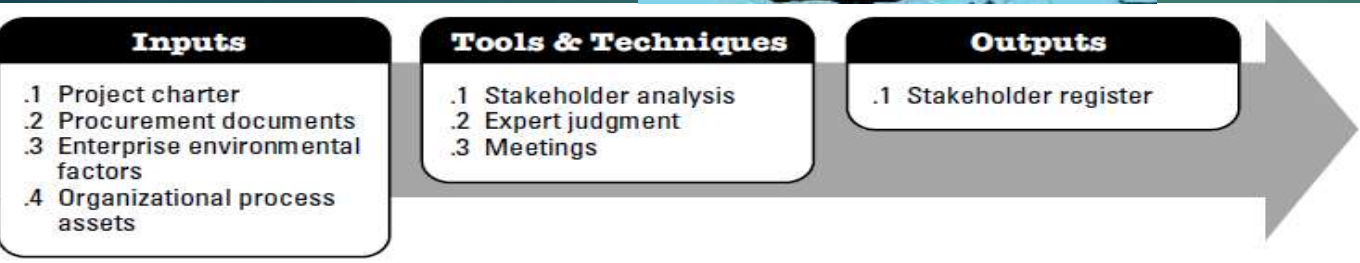 Inputs
.1 Project charter
.2 Procurement documents
.3 Enterprise environmental
factors
.4 Organizational process
assets
Tools & Techniques
.1 Stakeholder analysis
.2 Expert judgment
.3 Meetings
Outputs
.1 Stakeholder register